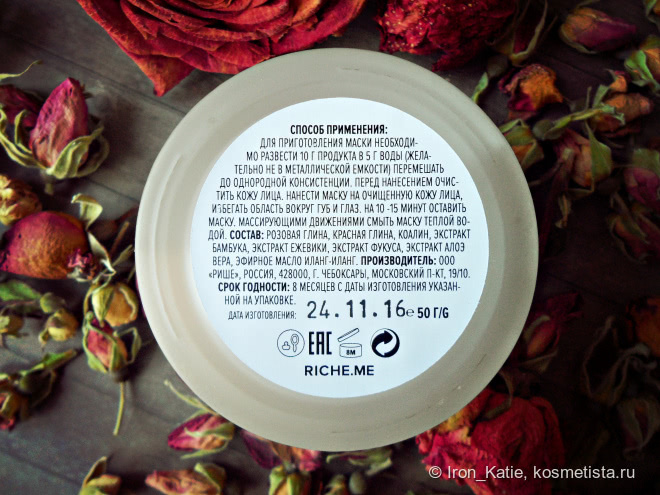 СПОСОБ ПРИМЕНЕНИЯ:
ДЛЯ ПРИГОТОВЛЕНИЯ МАСКИ НЕОБХОДИ-
МО РАЗВЕСТИ 10 Г ПРОДУКТА В 5 Г ВОДЫ (ЖЕЛА-
ТЕЛЬНО НЕ В МЕТАЛЛИЧЕСКОЙ ЕМКОСТИ) ПЕРЕМЕШАТЬ
ДО ОДНОРОДНОЙ КОНСИСТЕНЦИИ. ПЕРЕД НАНЕСЕНИЕМ ОЧИС-
ТИТЬ КОЖУ ЛИЦА. НАНЕСТИ МАСКУ НА ОЧИЩЕННУЮ КОЖУ ЛИЦА,
ИЗБЕГАТЬ ОБЛАСТЬ ВОКРУГ ГУБ И ГЛАЗ. НА 10 -15 МИНУТ ОСТАВИТЬ
МАСКУ. МАССИРУЮЩИМИ ДВИЖЕНИЯМИ СМЫТЬ МАСКУ ТЕПЛОЙ ВО-
ДОЙ. СОСТАВ: РОЗОВАЯ ГЛИНА, КРАСНАЯ ГЛИНА, КАОЛИН, ЭКСТРАКТ
БАМБУКА, ЭКСТРАКТ ЕЖЕВИКИ, ЭКСТРАКТ ФУКУСА, ЭКСТРАКТ АЛОЭ
ВЕРА, ЭФИРНОЕ МАСЛО ИЛАНГ-ИЛАНГ. ПРОИЗВОДИТЕЛЬ: ООО
«РИШЕ», РОССИЯ, 428000, Г. ЧЕБОКСАРЫ, МОСКОВСКИЙ П-КТ, 19/10.
СРОК ГОДНОСТИ: 8 МЕСЯЦЕВ С ДАТЫ ИЗГОТОВЛЕНИЯ УКАЗАН-
НОЙ НА УПАКОВКЕ.
ДАТА ИЗГОТОВЛЕНИЯ: 24.11.16 e 50 Г/G
EAC 8М
RICHE.ME
© Iron_Katie, kosmetista.ru